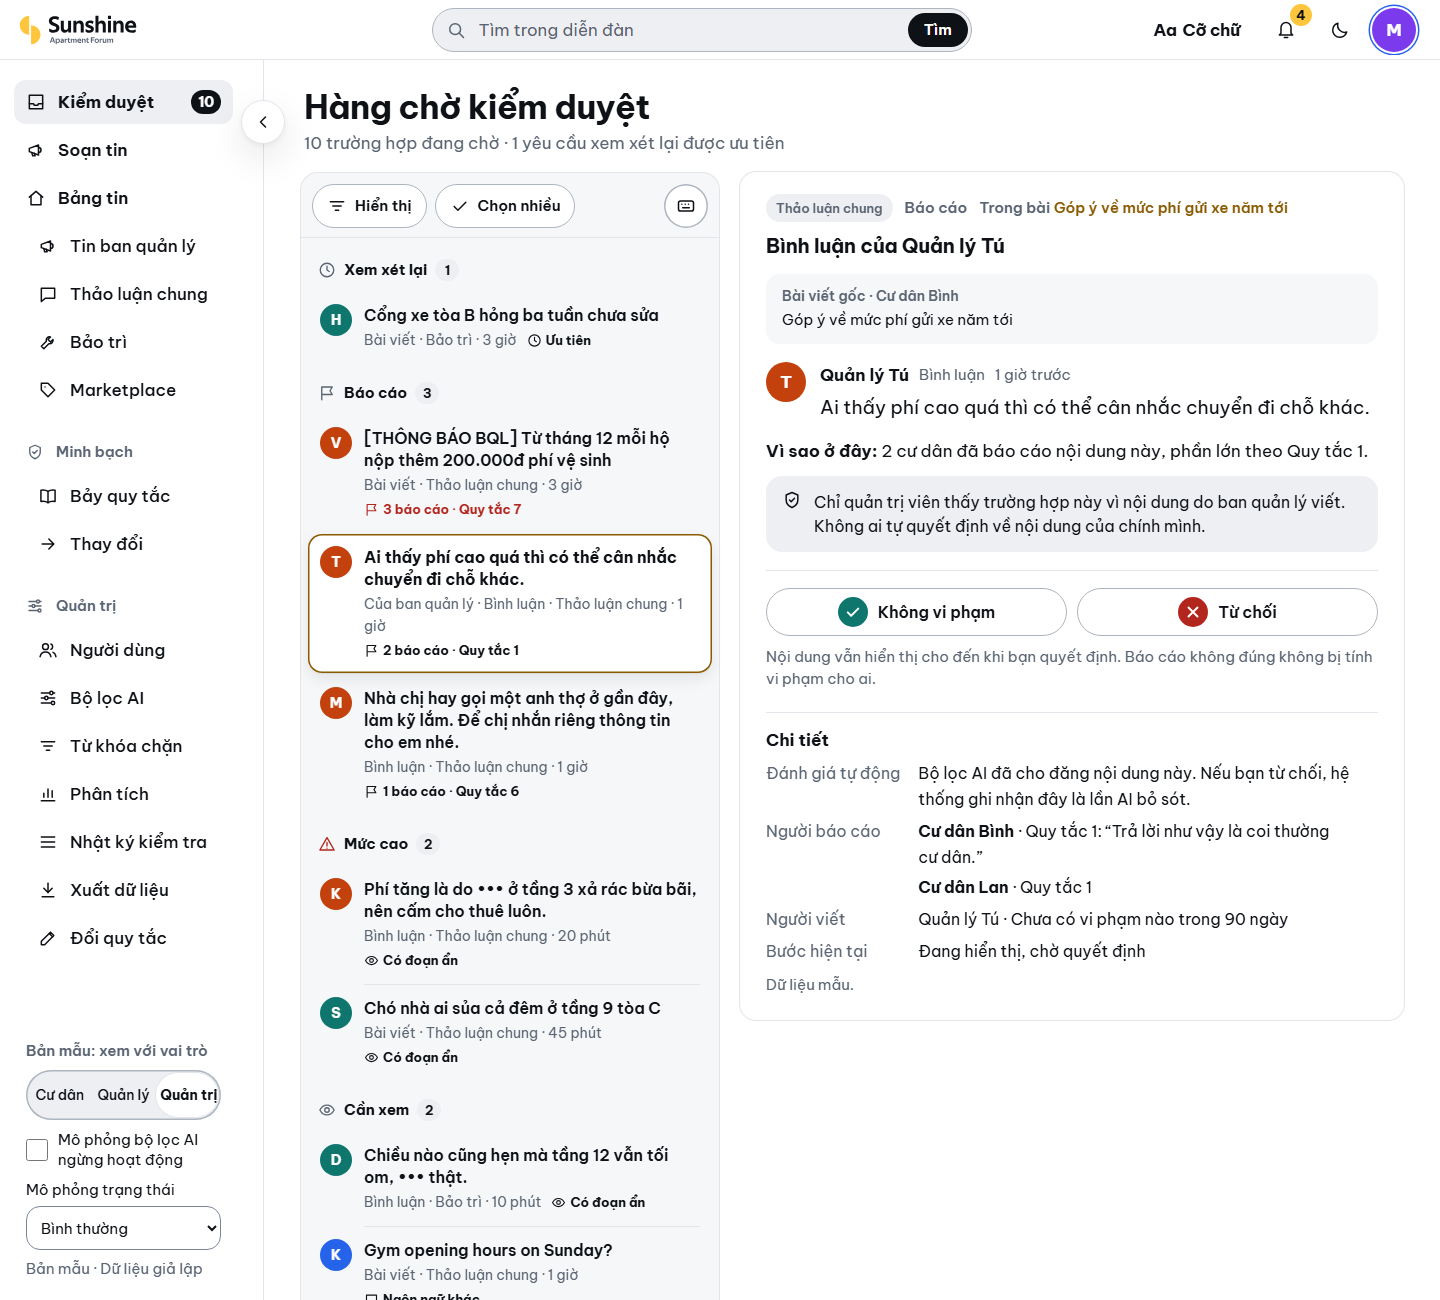 Sunshine
Apartment Forum
Tìm trong diễn đàn
Tìm
Aa Cỡ chữ
4
M
Kiểm duyệt
10
Soạn tin
Bảng tin
Tin ban quản lý
Thảo luận chung
Bảo trì
Marketplace
Minh bạch
Bảy quy tắc
Thay đổi
Quản trị
Người dùng
Bộ lọc AI
Từ khóa chặn
Phân tích
Nhật ký kiểm tra
Xuất dữ liệu
Đổi quy tắc
Bản mẫu: xem với vai trò
Cư dân
Quản lý
Quản trị
Mô phỏng bộ lọc AI
ngừng hoạt động
Mô phỏng trạng thái
Bình thường
Bản mẫu · Dữ liệu giả lập
Hàng chờ kiểm duyệt
10 trường hợp đang chờ · 1 yêu cầu xem xét lại được ưu tiên
Hiển thị
Chọn nhiều
Xem xét lại 1
H
Cổng xe tòa B hỏng ba tuần chưa sửa
Bài viết · Bảo trì · 3 giờ Ưu tiên
Báo cáo 3
V
[THÔNG BÁO BQL] Từ tháng 12 mỗi hộ
nộp thêm 200.000đ phí vệ sinh
Bài viết · Thảo luận chung · 3 giờ
3 báo cáo · Quy tắc 7
T
Ai thấy phí cao quá thì có thể cân nhắc
chuyển đi chỗ khác.
Của ban quản lý · Bình luận · Thảo luận chung · 1
giờ
2 báo cáo · Quy tắc 1
M
Nhà chị hay gọi một anh thợ ở gần đây,
làm kỹ lắm. Để chị nhắn riêng thông tin
cho em nhé.
Bình luận · Thảo luận chung · 1 giờ
1 báo cáo · Quy tắc 6
Mức cao 2
K
Phí tăng là do ••• ở tầng 3 xả rác bừa bãi,
nên cấm cho thuê luôn.
Bình luận · Thảo luận chung · 20 phút
Có đoạn ẩn
S
Chó nhà ai sủa cả đêm ở tầng 9 tòa C
Bài viết · Thảo luận chung · 45 phút
Có đoạn ẩn
Cần xem 2
D
Chiều nào cũng hẹn mà tầng 12 vẫn tối
om, ••• thật.
Bình luận · Bảo trì · 10 phút Có đoạn ẩn
K
Gym opening hours on Sunday?
Bài viết · Thảo luận chung · 1 giờ
Ngôn ngữ khác
Thảo luận chung
Báo cáo
Trong bài Góp ý về mức phí gửi xe năm tới
Bình luận của Quản lý Tú
Bài viết gốc · Cư dân Bình
Góp ý về mức phí gửi xe năm tới
T
Quản lý Tú Bình luận 1 giờ trước
Ai thấy phí cao quá thì có thể cân nhắc chuyển đi chỗ khác.
Vì sao ở đây: 2 cư dân đã báo cáo nội dung này, phần lớn theo Quy tắc 1.
Chỉ quản trị viên thấy trường hợp này vì nội dung do ban quản lý viết.
Không ai tự quyết định về nội dung của chính mình.
Không vi phạm
Từ chối
Nội dung vẫn hiển thị cho đến khi bạn quyết định. Báo cáo không đúng không bị tính
vi phạm cho ai.
Chi tiết
Đánh giá tự động
Bộ lọc AI đã cho đăng nội dung này. Nếu bạn từ chối, hệ
thống ghi nhận đây là lần AI bỏ sót.
Người báo cáo
Cư dân Bình · Quy tắc 1: “Trả lời như vậy là coi thường
cư dân.”
Cư dân Lan · Quy tắc 1
Người viết
Quản lý Tú · Chưa có vi phạm nào trong 90 ngày
Bước hiện tại
Đang hiển thị, chờ quyết định
Dữ liệu mẫu.